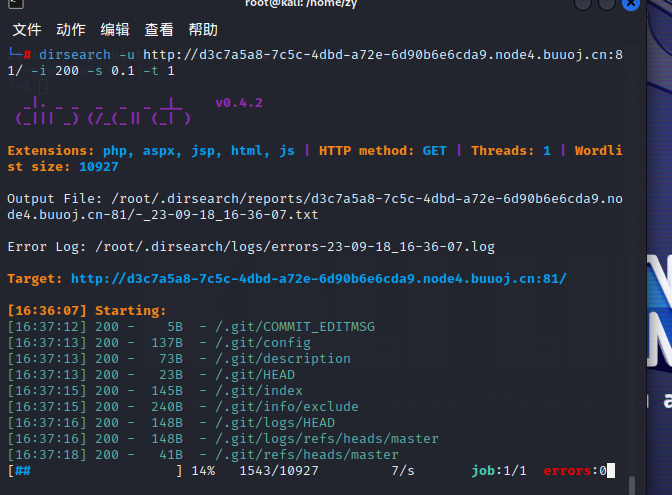 root@kali: /home/zy
文件 动作 编辑 查看 帮助
└─# dirsearch -u http://d3c7a5a8-7c5c-4dbd-a72e-6d90b6e6cda9.node4.buuoj.cn:8
1/ -i 200 -s 0.1 -t 1
v0.4.2
Extensions: php, aspx, jsp, html, js | HTTP method: GET | Threads: 1 | Wordli
st size: 10927
Output File: /root/.dirsearch/reports/d3c7a5a8-7c5c-4dbd-a72e-6d90b6e6cda9.no
de4.buuoj.cn-81/-_23-09-18_16-36-07.txt
Error Log: /root/.dirsearch/logs/errors-23-09-18_16-36-07.log
Target: http://d3c7a5a8-7c5c-4dbd-a72e-6d90b6e6cda9.node4.buuoj.cn:81/
[16:36:07] Starting:
[16:37:12] 200 -    5B  - /.git/COMMIT_EDITMSG
[16:37:13] 200 -  137B  - /.git/config
[16:37:13] 200 -   73B  - /.git/description
[16:37:13] 200 -   23B  - /.git/HEAD
[16:37:15] 200 -  145B  - /.git/index
[16:37:15] 200 -  240B  - /.git/info/exclude
[16:37:16] 200 -  148B  - /.git/logs/HEAD
[16:37:16] 200 -  148B  - /.git/logs/refs/heads/master
[16:37:18] 200 -   41B  - /.git/refs/heads/master
[##                  ] 14%   1543/10927         7/s       job:1/1  errors:0